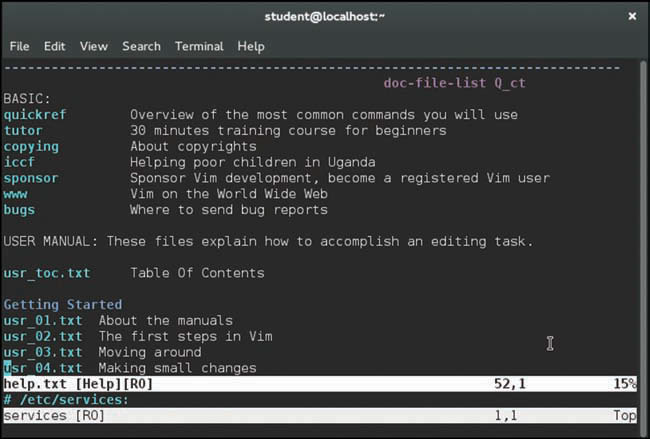 student@localhost:~
File Edit View Search Terminal Help
------------------------------------------------------------------------------
doc-file-list Q_ct
BASIC:
quickref Overview of the most common commands you will use
tutor 30 minutes training course for beginners
copying About copyrights
iccf Helping poor children in Uganda
sponsor Sponsor Vim development, become a registered Vim user
www Vim on the World Wide Web
bugs Where to send bug reports
USER MANUAL: These files explain how to accomplish an editing task.
usr_toc.txt Table Of Contents
Getting Started
usr_01.txt About the manuals
usr_02.txt The first steps in Vim
usr_03.txt Moving around
usr_04.txt Making small changes
help.txt [Help][RO] 52,1 15%
# /etc/services:
services [RO] 1,1 Top